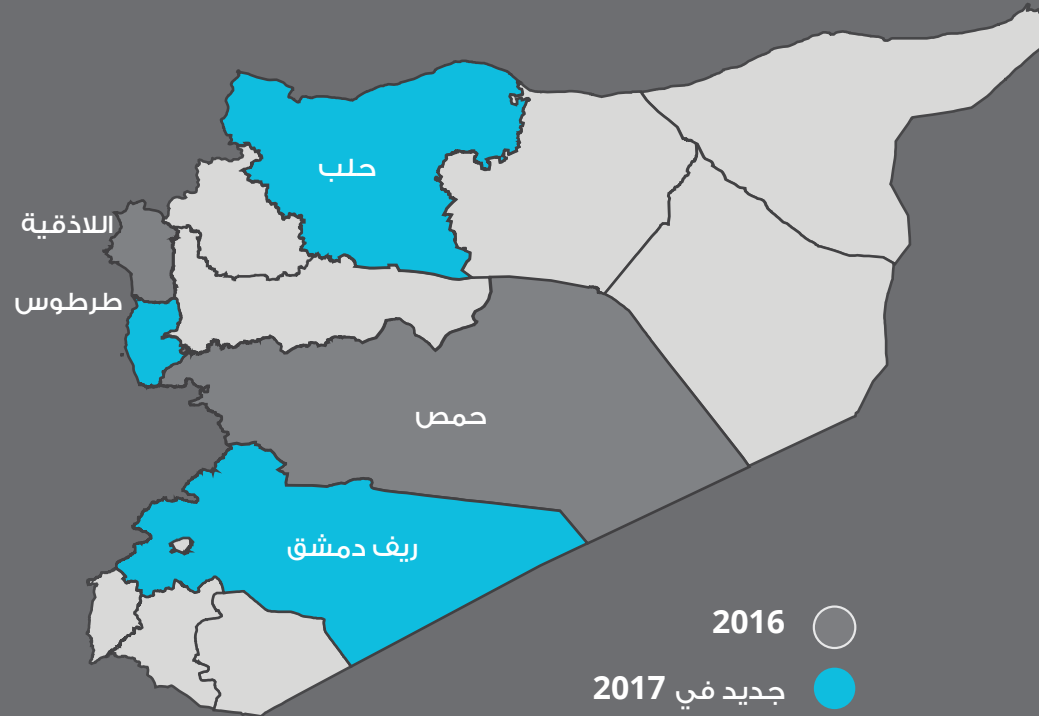 حلب
اللاذقية
طرطوس
حمص
ريف دمشق
2016
جديد في 2017